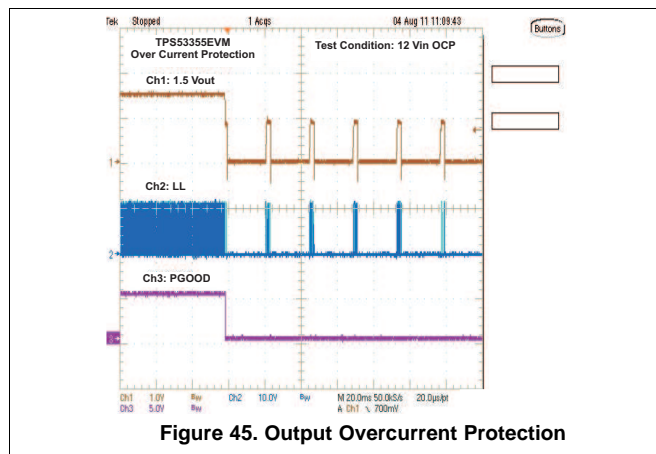 Tek Stopped 1 Acqs 04 Aug 11 11:09:43
Buttons
TPS53355EVM
Over Current Protection
Test Condition: 12 Vin OCP
Ch1: 1.5 Vout
1
Ch2: LL
2
Ch3: PGOOD
Ch1 1.0V Bw Ch2 10.0V Bw M 20.0ms 50.0kS/s 20.0µs/pt
Ch3 5.0V Bw A Ch1 ∖ 700mV
Figure 45. Output Overcurrent Protection